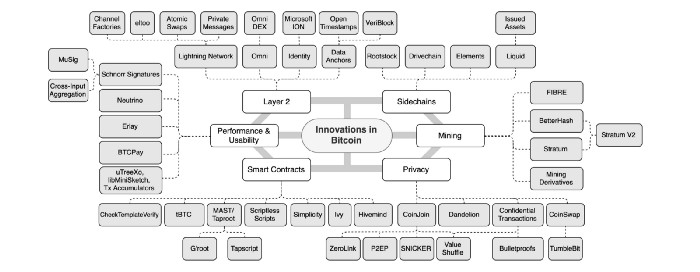 Channel
Factories
eltoo
Atomic
Swaps
Private
Messages
Omni
DEX
Microsoft
ION
Open
Timestamps
VeriBlock
Issued
Assets
Lightning Network
Omni
Identity
Data
Anchors
Rootstock
Drivechain
Elements
Liquid
MuSig
Cross-Input
Aggregation
Schnorr Signatures
Neutrino
Erlay
BTCPay
uTreeXo,
libMiniSketch,
Tx Accumulators
Layer 2
Sidechains
Performance &
Usability
Innovations in
Bitcoin
Mining
Smart Contracts
Privacy
FIBRE
BetterHash
Stratum
Mining
Derivatives
Stratum V2
CheckTemplateVerify
tBTC
MAST/
Taproot
Scriptless
Scripts
Simplicity
Ivy
Hivemind
CoinJoin
Dandelion
Confidential
Transactions
CoinSwap
G'root
Tapscript
ZeroLink
P2EP
SNICKER
Value
Shuffle
Bulletproofs
TumbleBit